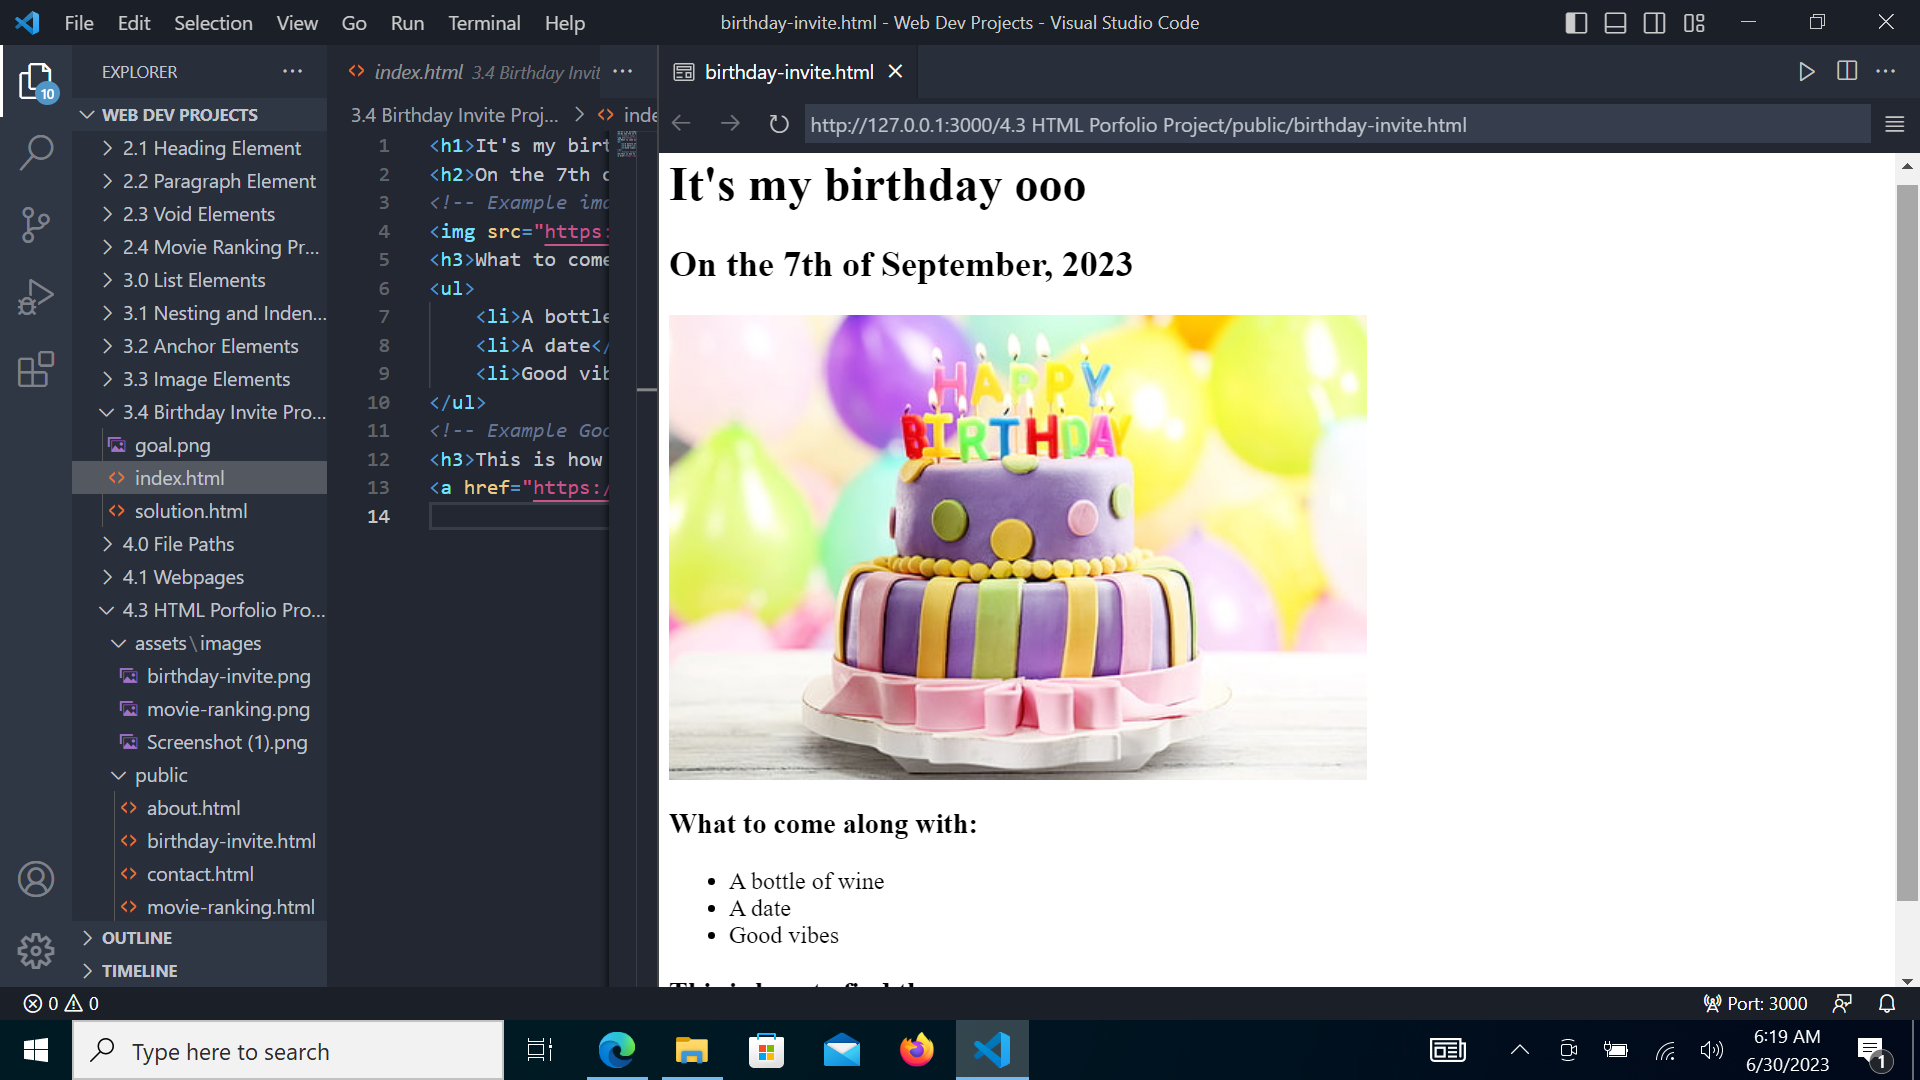 File Edit Selection View Go Run Terminal Help
birthday-invite.html - Web Dev Projects - Visual Studio Code
10
EXPLORER
WEB DEV PROJECTS
2.1 Heading Element
2.2 Paragraph Element
2.3 Void Elements
2.4 Movie Ranking Pr...
3.0 List Elements
3.1 Nesting and Inden...
3.2 Anchor Elements
3.3 Image Elements
3.4 Birthday Invite Pro...
goal.png
index.html
solution.html
4.0 File Paths
4.1 Webpages
4.3 HTML Porfolio Pro...
assets\images
birthday-invite.png
movie-ranking.png
Screenshot (1).png
public
about.html
birthday-invite.html
contact.html
movie-ranking.html
OUTLINE
TIMELINE
index.html 3.4 Birthday Invit
3.4 Birthday Invite Proj... > <> inde
1 <h1>It's my birt
2 <h2>On the 7th o
3 <!-- Example ima
4 <img src="https:
5 <h3>What to come
6 <ul>
7 <li>A bottle
8 <li>A date</
9 <li>Good vib
10 </ul>
11 <!-- Example Goo
12 <h3>This is how
13 <a href="https:/
14
birthday-invite.html
http://127.0.0.1:3000/4.3 HTML Porfolio Project/public/birthday-invite.html
It's my birthday ooo
On the 7th of September, 2023
HAPPY
BIRTHDAY
What to come along with:
• A bottle of wine
• A date
• Good vibes
0 0
Port: 3000
Type here to search
6:19 AM
6/30/2023
1